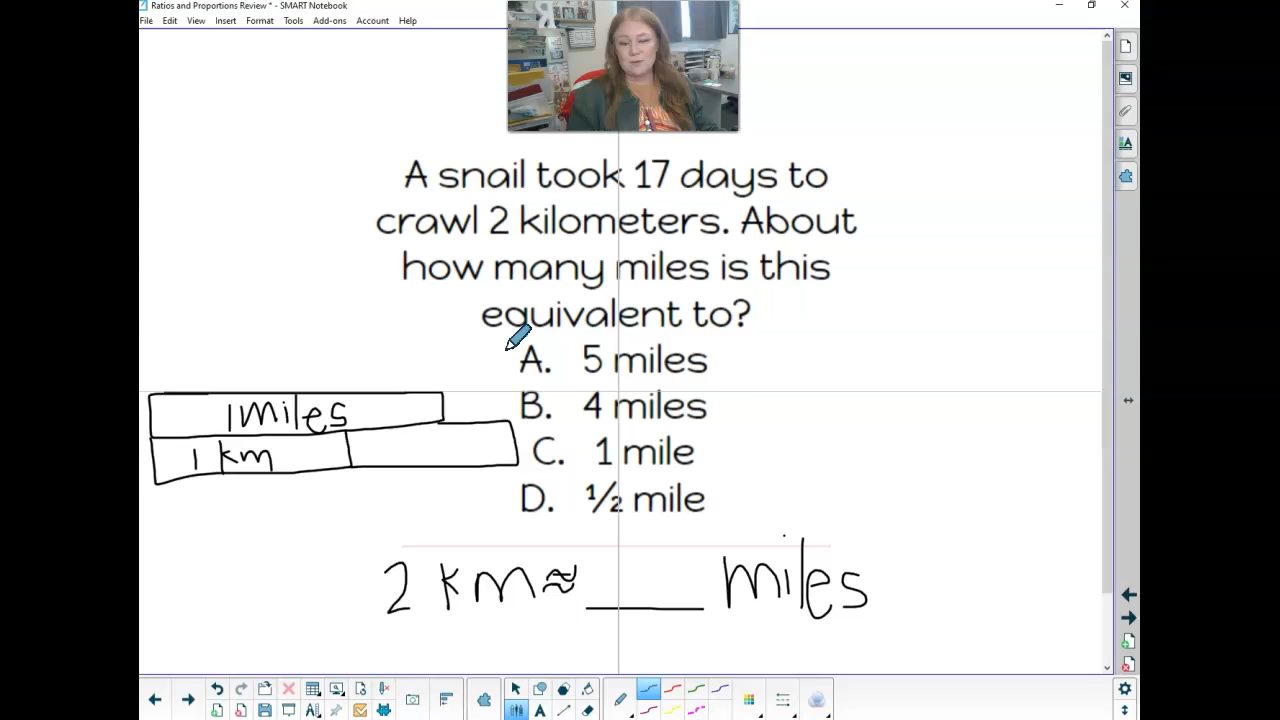 Ratios and Proportions Review * - SMART Notebook
File Edit View Insert Format Tools Add-ons Account Help
A snail took 17 days to
crawl 2 kilometers. About
how many miles is this
equivalent to?
A. 5 miles
B. 4 miles
C. 1 mile
D. ½ mile
1 miles
1 km
2 km ≈ ____ miles